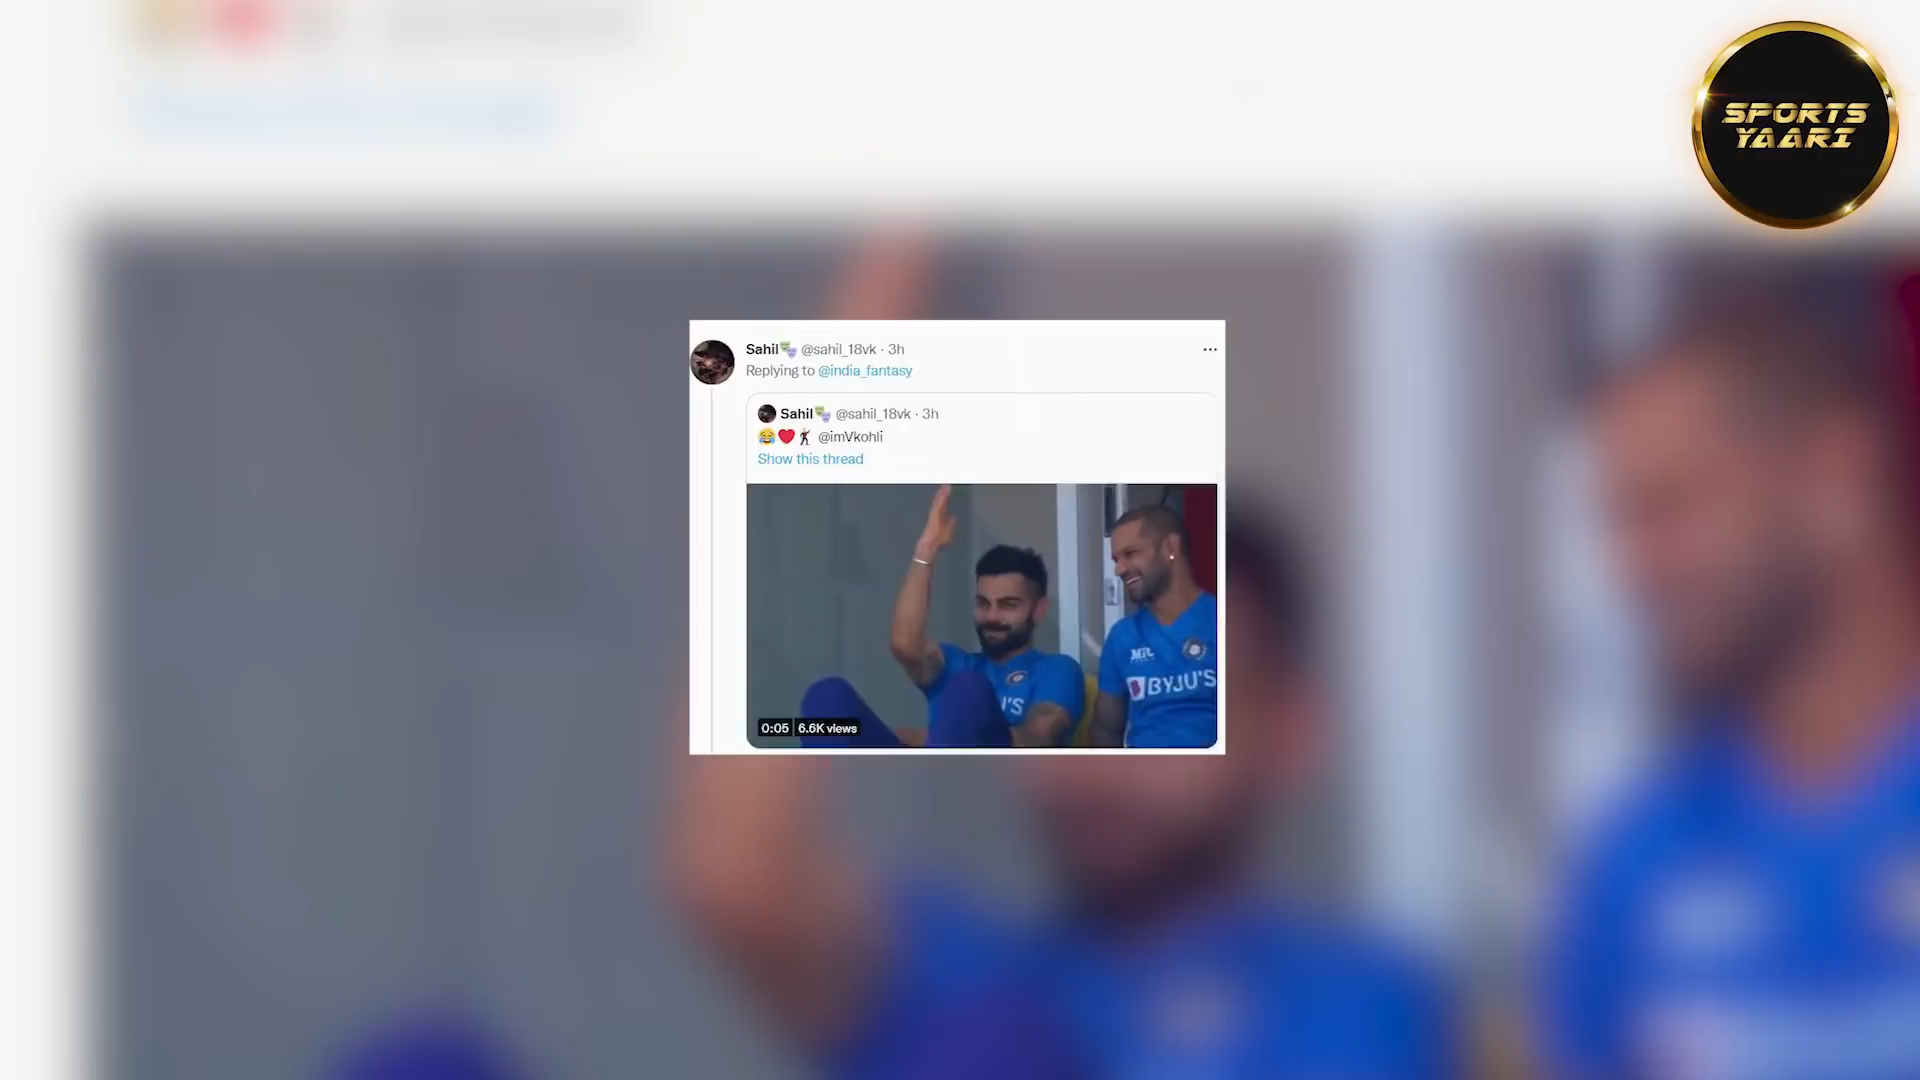 SPORTS
YAARI
Sahil @sahil_18vk · 3h
Replying to @india_fantasy
Sahil @sahil_18vk · 3h
😂❤️🕺 @imVkohli
Show this thread
MPL
BYJU'S
J'S
0:05 6.6K views